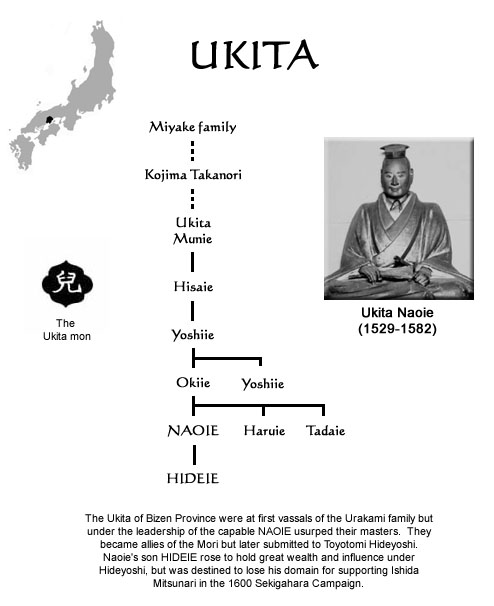 UKITA
Miyake family
Kojima Takanori
Ukita
Munie
Hisaie
Yoshiie
Okiie Yoshiie
NAOIE Haruie Tadaie
HIDEIE
兒
The
Ukita mon
Ukita Naoie
(1529-1582)
The Ukita of Bizen Province were at first vassals of the Urakami family but
under the leadership of the capable NAOIE usurped their masters. They
became allies of the Mori but later submitted to Toyotomi Hideyoshi.
Naoie's son HIDEIE rose to hold great wealth and influence under
Hideyoshi, but was destined to lose his domain for supporting Ishida
Mitsunari in the 1600 Sekigahara Campaign.